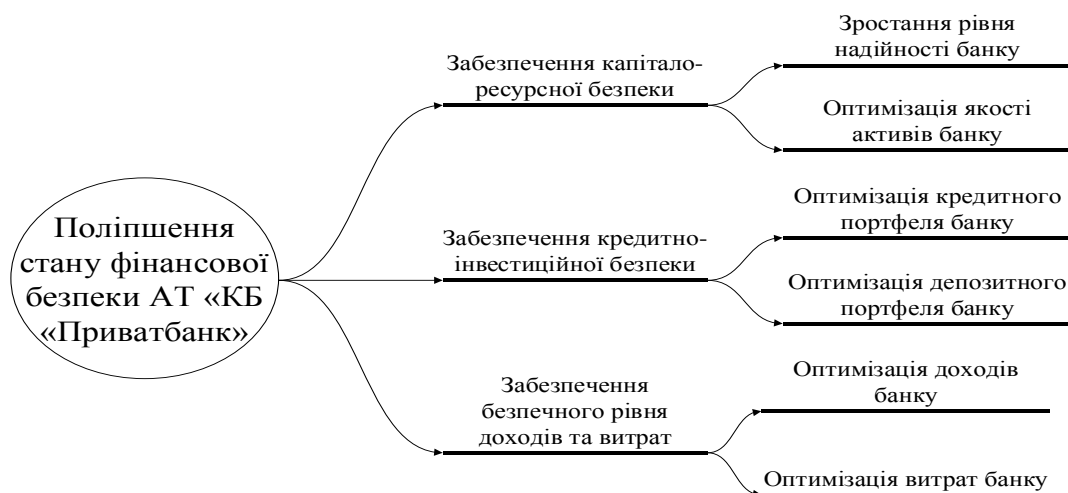 Поліпшення
стану фінансової
безпеки АТ «КБ
«Приватбанк»
Забезпечення капітало-
ресурсної безпеки
Зростання рівня
надійності банку
Оптимізація якості
активів банку
Забезпечення кредитно-
інвестиційної безпеки
Оптимізація кредитного
портфеля банку
Оптимізація депозитного
портфеля банку
Забезпечення
безпечного рівня
доходів та витрат
Оптимізація доходів
банку
Оптимізація витрат банку